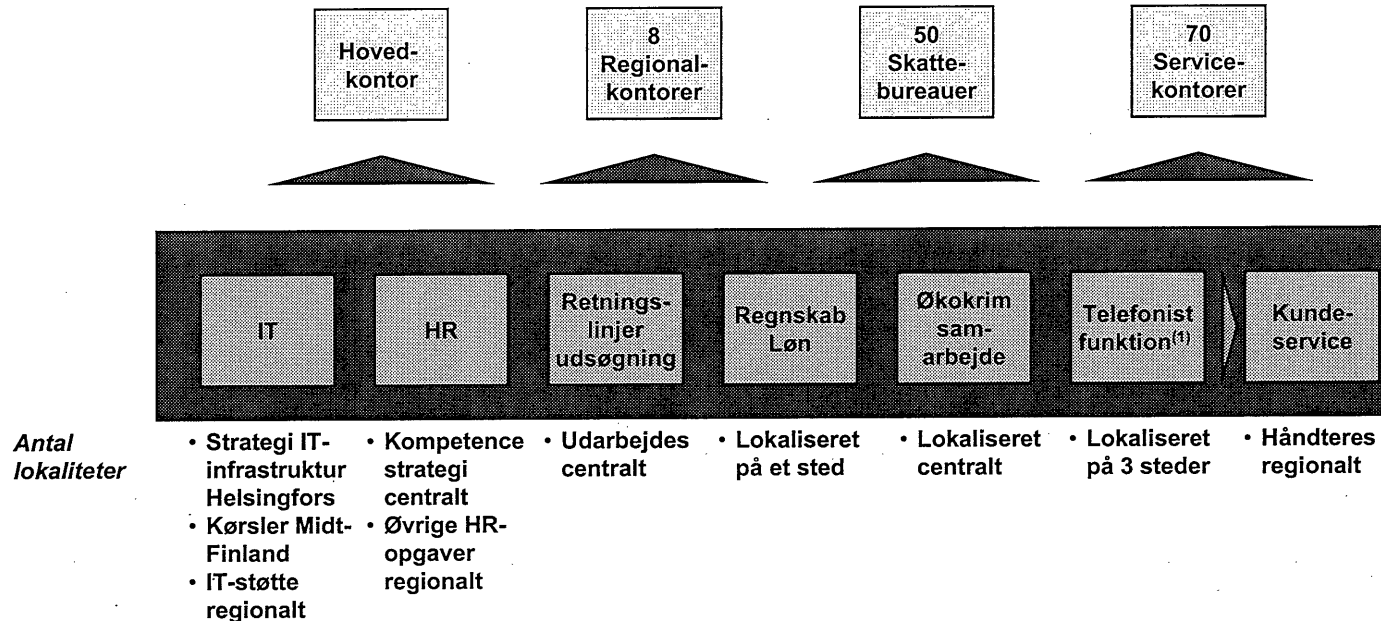 Hoved-
kontor
8
Regional-
kontorer
50
Skatte-
bureauer
70
Service-
kontorer
IT
HR
Retnings-
linjer
udsøgning
Regnskab
Løn
Økokrim
sam-
arbejde
Telefonist
funktion(1)
Kunde-
service
Antal
lokaliteter
• Strategi IT-
infrastruktur
Helsingfors
• Kørsler Midt-
Finland
• IT-støtte
regionalt
• Kompetence
strategi
centralt
• Øvrige HR-
opgaver
regionalt
• Udarbejdes
centralt
• Lokaliseret
på et sted
• Lokaliseret
centralt
• Lokaliseret
på 3 steder
• Håndteres
regionalt